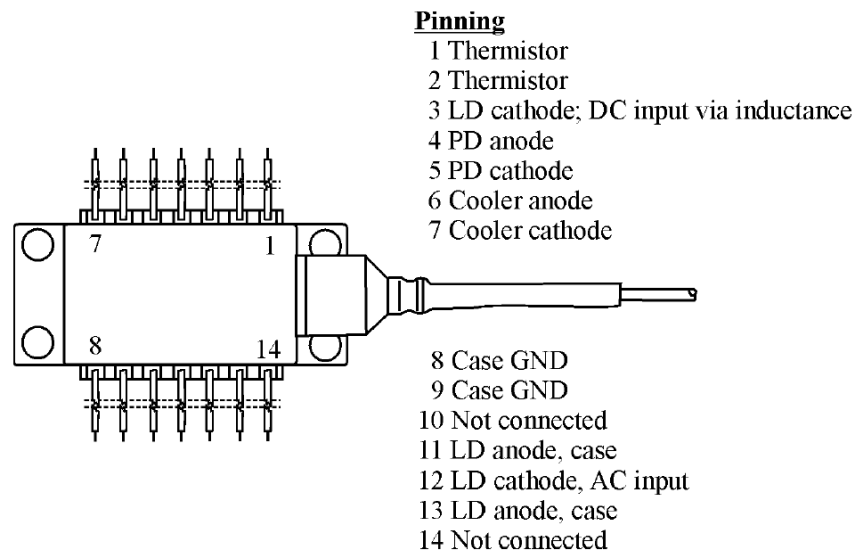 Pinning
1 Thermistor
2 Thermistor
3 LD cathode; DC input via inductance
4 PD anode
5 PD cathode
6 Cooler anode
7 Cooler cathode
7 1
8 14
8 Case GND
9 Case GND
10 Not connected
11 LD anode, case
12 LD cathode, AC input
13 LD anode, case
14 Not connected